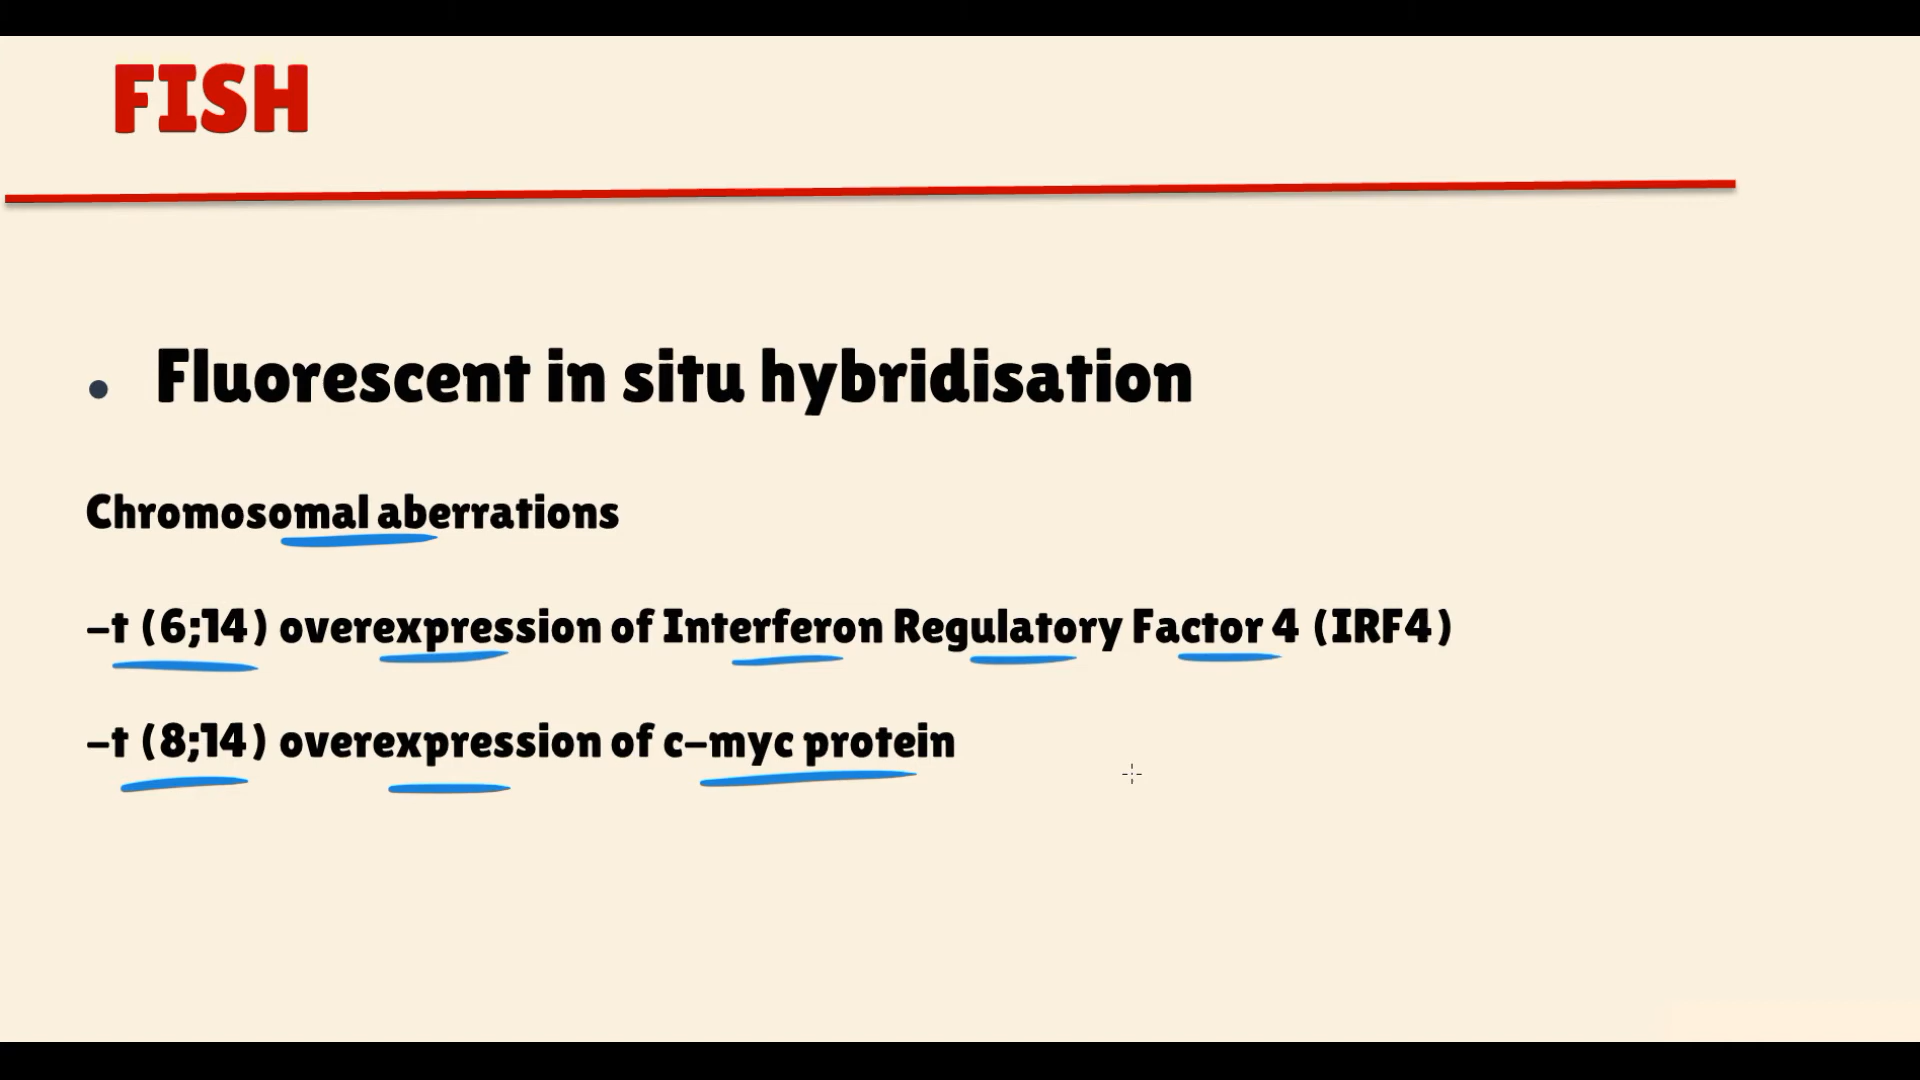 FISH
• Fluorescent in situ hybridisation
Chromosomal aberrations
-t (6;14) overexpression of Interferon Regulatory Factor 4 (IRF4)
-t (8;14) overexpression of c-myc protein